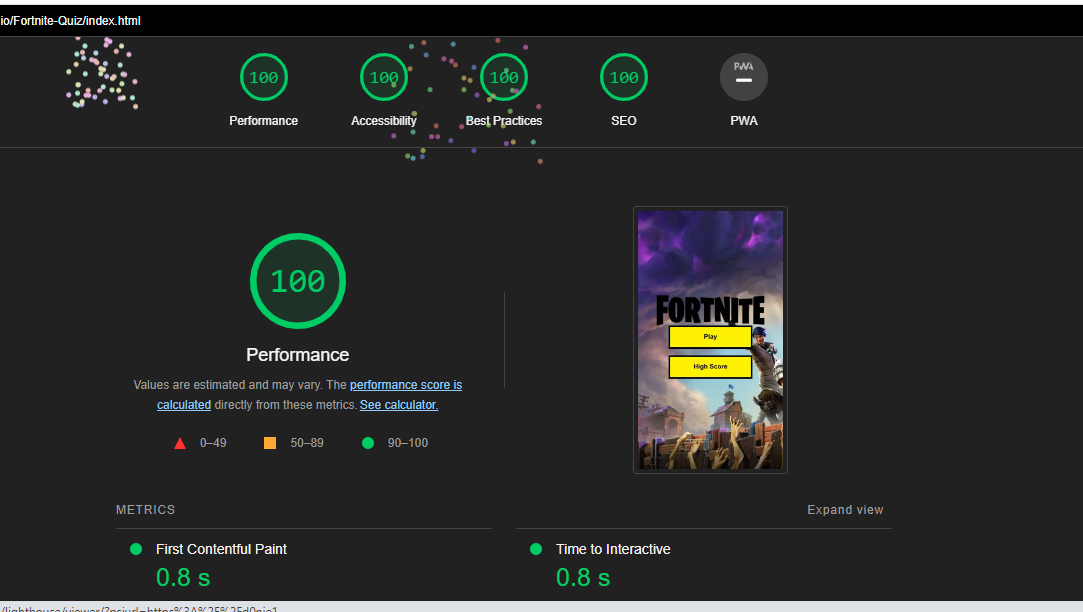 io/Fortnite-Quiz/index.html
100 100 100 100 PWA
Performance Accessibility Best Practices SEO PWA
100
Performance
Values are estimated and may vary. The performance score is
calculated directly from these metrics. See calculator.
0–49 50–89 90–100
FORTNITE
Play
High Score
METRICS
Expand view
First Contentful Paint
0.8 s
Time to Interactive
0.8 s